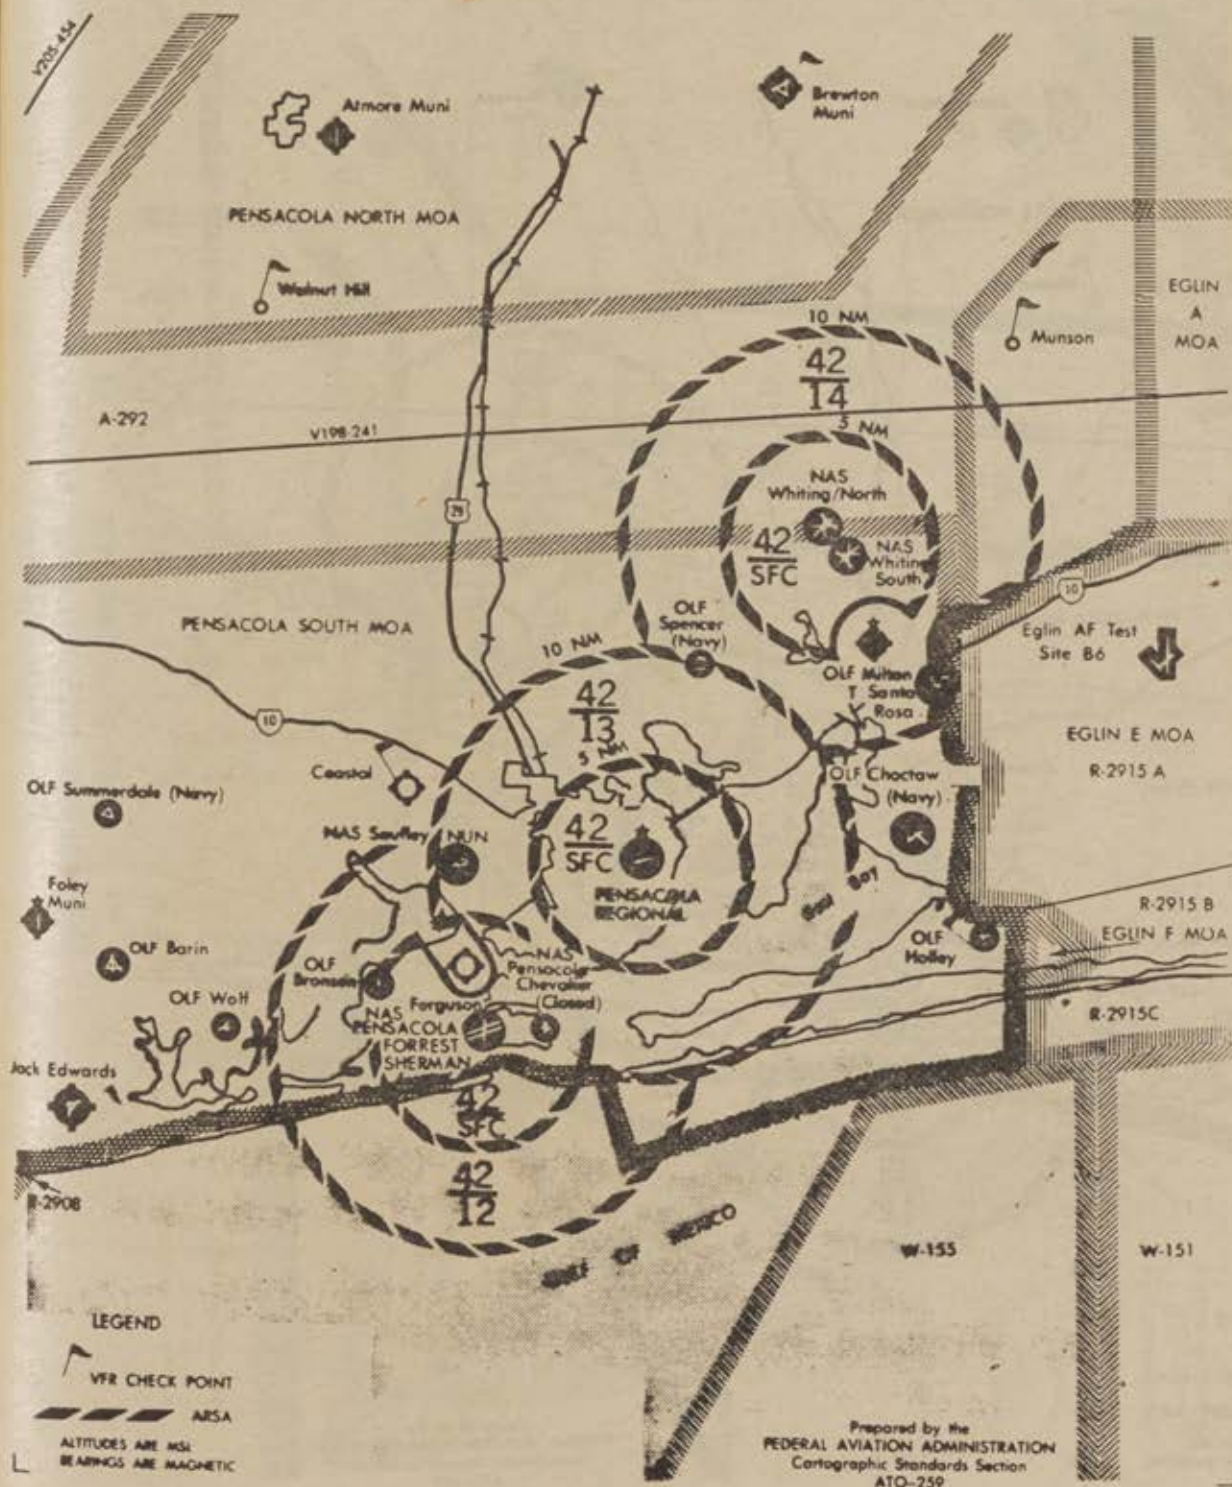 V205-454
Atmore Muni
Brewton
Muni
PENSACOLA NORTH MOA
Walnut Hill
10 NM
EGLIN
A
MOA
Munson
42
14
A-292
V198-241
5 NM
NAS
Whiting/North
29
42
SFC
NAS
Whiting
South
10
OLF
Spencer
(Navy)
PENSACOLA SOUTH MOA
Eglin AF Test
Site B6
10 NM
OLF Milton
T Santa
Rosa
42
13
10
5 NM
EGLIN E MOA
R-2915 A
Coastal
OLF Choctaw
(Navy)
OLF Summerdale (Navy)
NAS Saufley NUN
42
SFC
PENSACOLA
REGIONAL
Foley
Muni
BAY
R-2915 B
EGLIN F MOA
OLF
Holley
OLF Barin
OLF
Bronson
NAS
Pensacola
Chevalier
(Closed)
Ferguson
OLF Wolf
NAS
PENSACOLA
FORREST
SHERMAN
R-2915C
Jack Edwards
42
SFC
42
12
R-2908
GULF OF MEXICO
W-155
W-151
LEGEND
VFR CHECK POINT
ARSA
ALTITUDES ARE MSL
BEARINGS ARE MAGNETIC
Prepared by the
FEDERAL AVIATION ADMINISTRATION
Cartographic Standards Section
ATO-259